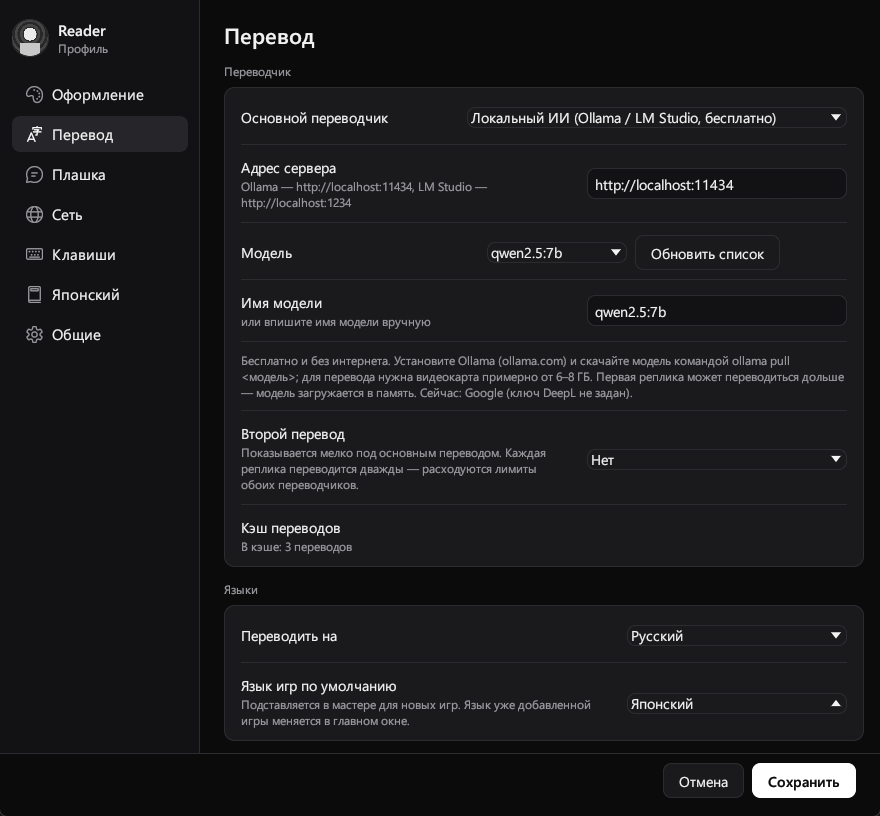 Reader
Профиль
Оформление
Перевод
Плашка
Сеть
Клавиши
Японский
Общие
Перевод
Переводчик
Основной переводчик
Локальный ИИ (Ollama / LM Studio, бесплатно)
Адрес сервера
Ollama — http://localhost:11434, LM Studio —
http://localhost:1234
http://localhost:11434
Модель
qwen2.5:7b
Обновить список
Имя модели
или впишите имя модели вручную
qwen2.5:7b
Бесплатно и без интернета. Установите Ollama (ollama.com) и скачайте модель командой ollama pull
<модель>; для перевода нужна видеокарта примерно от 6–8 ГБ. Первая реплика может переводиться дольше
— модель загружается в память. Сейчас: Google (ключ DeepL не задан).
Второй перевод
Показывается мелко под основным переводом. Каждая
реплика переводится дважды — расходуются лимиты
обоих переводчиков.
Нет
Кэш переводов
В кэше: 3 переводов
Языки
Переводить на
Русский
Язык игр по умолчанию
Подставляется в мастере для новых игр. Язык уже добавленной
игры меняется в главном окне.
Японский
Отмена
Сохранить